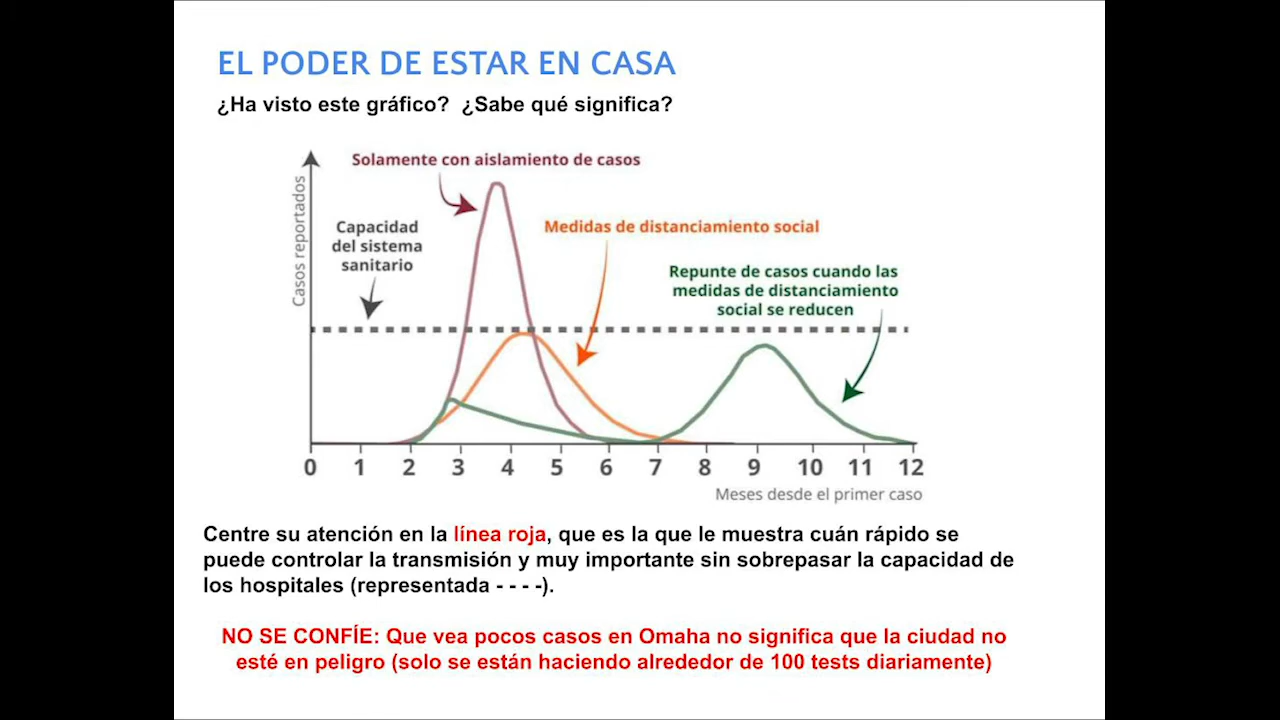 EL PODER DE ESTAR EN CASA
¿Ha visto este gráfico?  ¿Sabe qué significa?
Solamente con aislamiento de casos
Casos reportados
Capacidad
del sistema
sanitario
Medidas de distanciamiento social
Repunte de casos cuando las
medidas de distanciamiento
social se reducen
0 1 2 3 4 5 6 7 8 9 10 11 12
Meses desde el primer caso
Centre su atención en la línea roja, que es la que le muestra cuán rápido se
puede controlar la transmisión y muy importante sin sobrepasar la capacidad de
los hospitales (representada - - - -).
NO SE CONFÍE: Que vea pocos casos en Omaha no significa que la ciudad no
esté en peligro (solo se están haciendo alrededor de 100 tests diariamente)